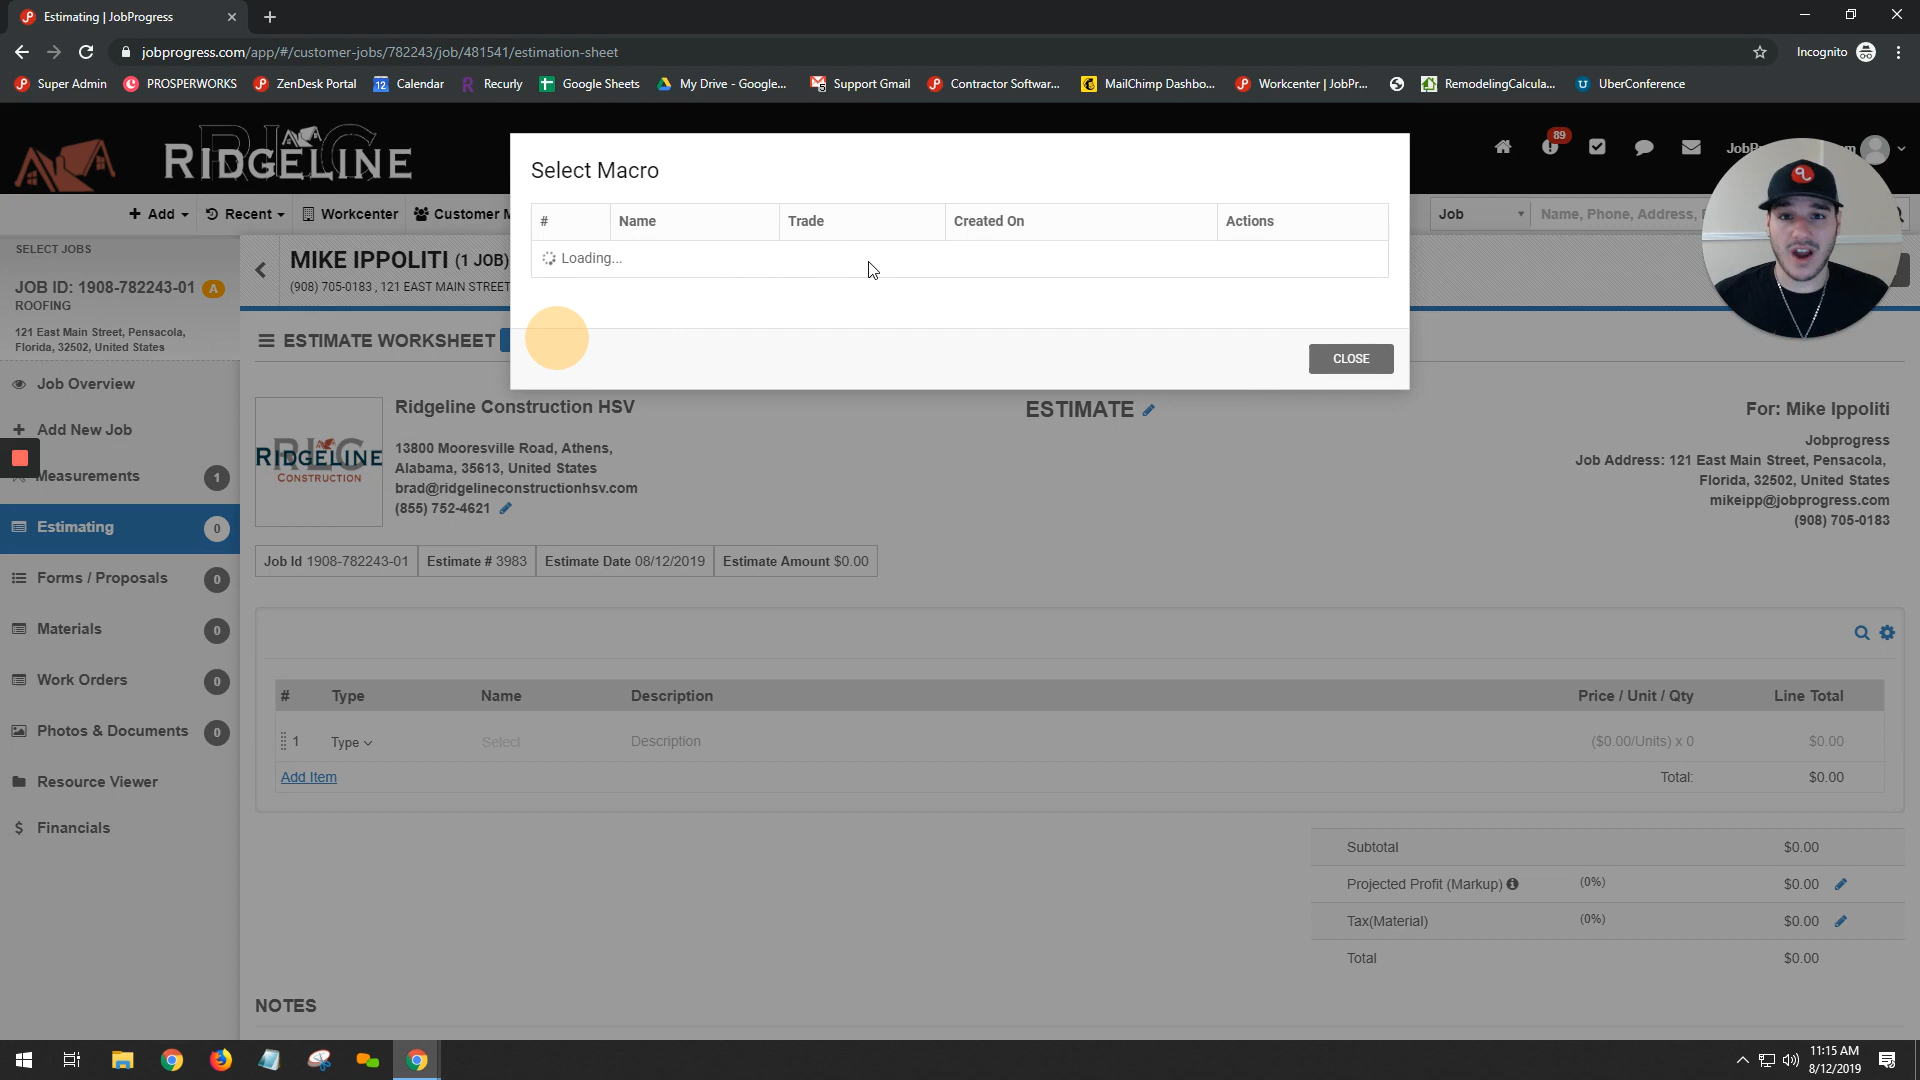 Estimating | JobProgress
jobprogress.com/app/#/customer-jobs/782243/job/481541/estimation-sheet
Incognito
Super Admin
PROSPERWORKS
ZenDesk Portal
Calendar
Recurly
Google Sheets
My Drive - Google...
Support Gmail
Contractor Softwar...
MailChimp Dashbo...
Workcenter | JobPr...
RemodelingCalcula...
UberConference
RIDGELINE
89
Select Macro
# Name Trade Created On Actions
Loading...
CLOSE
Add
Recent
Workcenter
Customer
Job
Name, Phone, Address,
SELECT JOBS
JOB ID: 1908-782243-01 A
ROOFING
121 East Main Street, Pensacola,
Florida, 32502, United States
Job Overview
Add New Job
Measurements 1
Estimating 0
Forms / Proposals 0
Materials 0
Work Orders 0
Photos & Documents 0
Resource Viewer
Financials
MIKE IPPOLITI (1 JOB)
(908) 705-0183 , 121 EAST MAIN STREET
ESTIMATE WORKSHEET
RLC
RIDGELINE
CONSTRUCTION
Ridgeline Construction HSV
13800 Mooresville Road, Athens,
Alabama, 35613, United States
brad@ridgelineconstructionhsv.com
(855) 752-4621
ESTIMATE
For: Mike Ippoliti
Jobprogress
Job Address: 121 East Main Street, Pensacola,
Florida, 32502, United States
mikeipp@jobprogress.com
(908) 705-0183
Job Id 1908-782243-01 Estimate # 3983 Estimate Date 08/12/2019 Estimate Amount $0.00
# Type Name Description Price / Unit / Qty Line Total
1 Type Select Description ($0.00/Units) x 0 $0.00
Add Item Total: $0.00
Subtotal $0.00
Projected Profit (Markup) (0%) $0.00
Tax(Material) (0%) $0.00
Total $0.00
NOTES
11:15 AM
8/12/2019